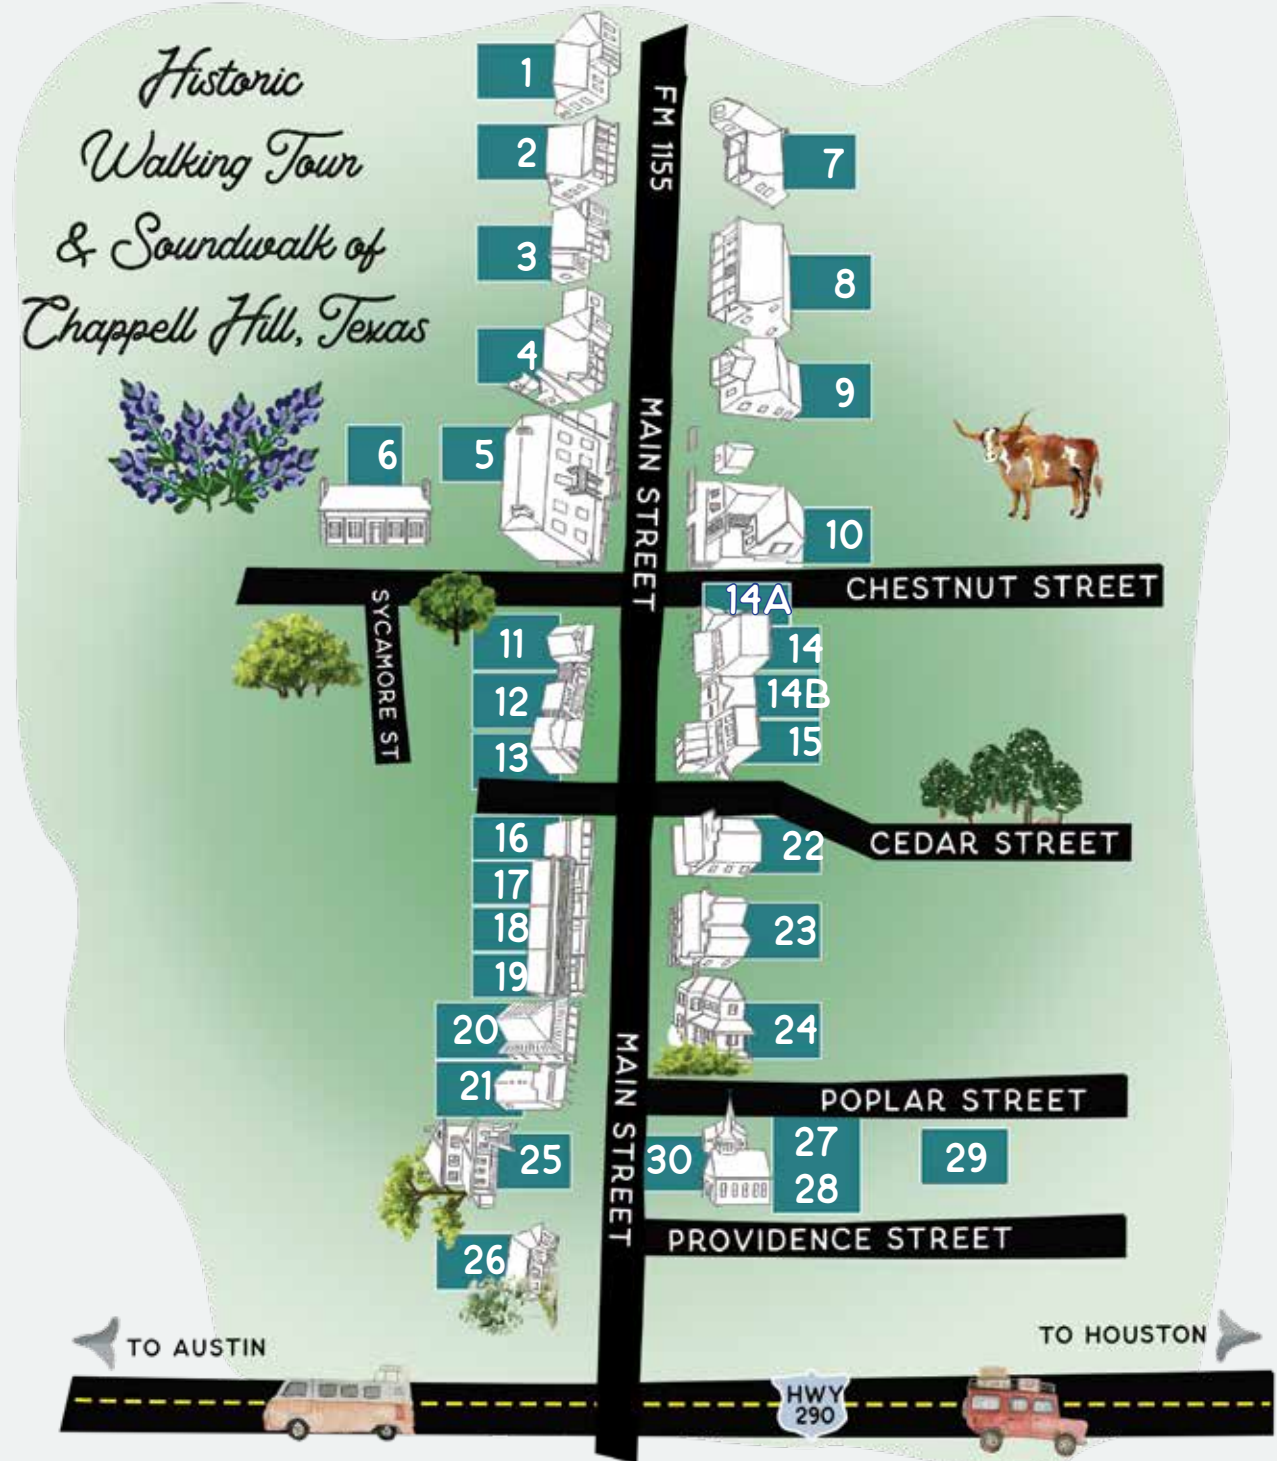 Historic
Walking Tour
& Soundwalk of
Chappell Hill, Texas
FM 1155
1
2
3
4
5
6
7
8
9
10
MAIN STREET
CHESTNUT STREET
SYCAMORE ST
11
12
13
14A
14
14B
15
CEDAR STREET
16
17
18
19
20
21
22
23
24
MAIN STREET
POPLAR STREET
25
30
27
28
29
PROVIDENCE STREET
26
TO AUSTIN
TO HOUSTON
HWY
290